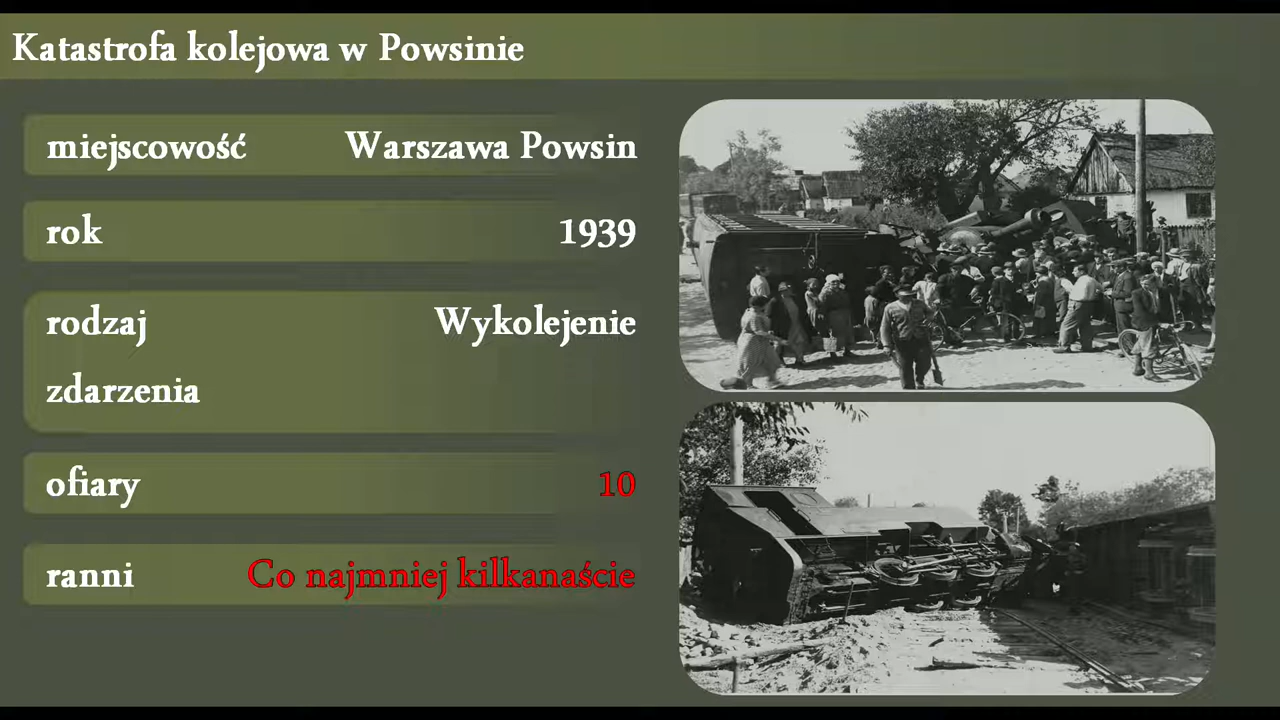 Katastrofa kolejowa w Powsinie
miejscowość Warszawa Powsin
rok 1939
rodzaj Wykolejenie
zdarzenia
ofiary 10
ranni Co najmniej kilkanaście